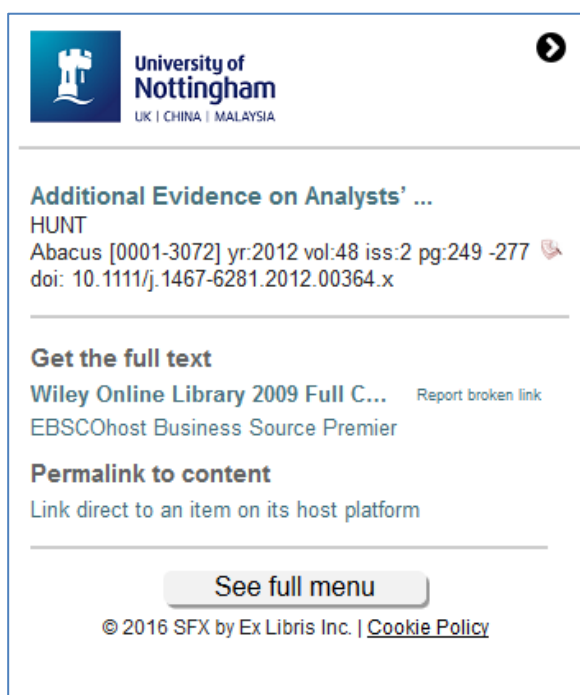 University of
Nottingham
UK | CHINA | MALAYSIA
Additional Evidence on Analysts’ ...
HUNT
Abacus [0001-3072] yr:2012 vol:48 iss:2 pg:249 -277
doi: 10.1111/j.1467-6281.2012.00364.x
Get the full text
Wiley Online Library 2009 Full C... Report broken link
EBSCOhost Business Source Premier
Permalink to content
Link direct to an item on its host platform
See full menu
© 2016 SFX by Ex Libris Inc. | Cookie Policy